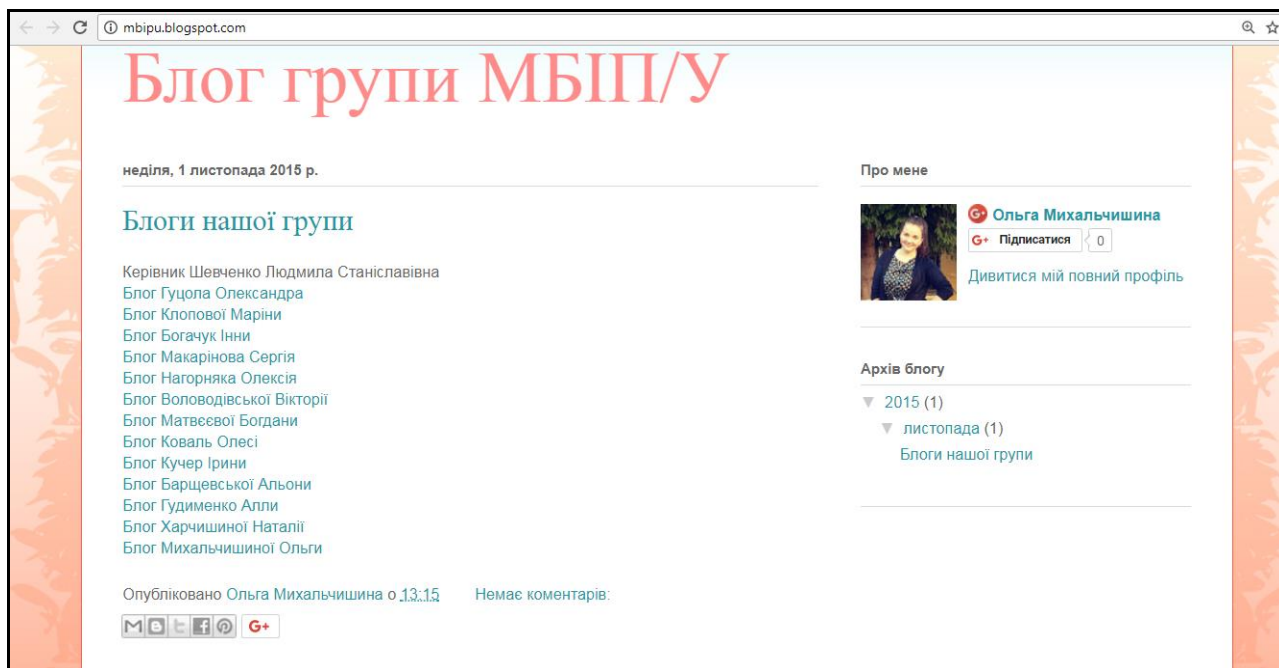 mbipu.blogspot.com
Блог групи МБІП/У
неділя, 1 листопада 2015 р.
Блоги нашої групи
Керівник Шевченко Людмила Станіславівна
Блог Гуцола Олександра
Блог Клопової Маріни
Блог Богачук Інни
Блог Макарінова Сергія
Блог Нагорняка Олексія
Блог Воловодівської Вікторії
Блог Матвєєвої Богдани
Блог Коваль Олесі
Блог Кучер Ірини
Блог Барщевської Альони
Блог Гудименко Алли
Блог Харчишиної Наталії
Блог Михальчишиної Ольги
Опубліковано Ольга Михальчишина о 13:15 Немає коментарів:
G+
Про мене
G+ Ольга Михальчишина
G+ Підписатися 0
Дивитися мій повний профіль
Архів блогу
▼ 2015 (1)
▼ листопада (1)
Блоги нашої групи